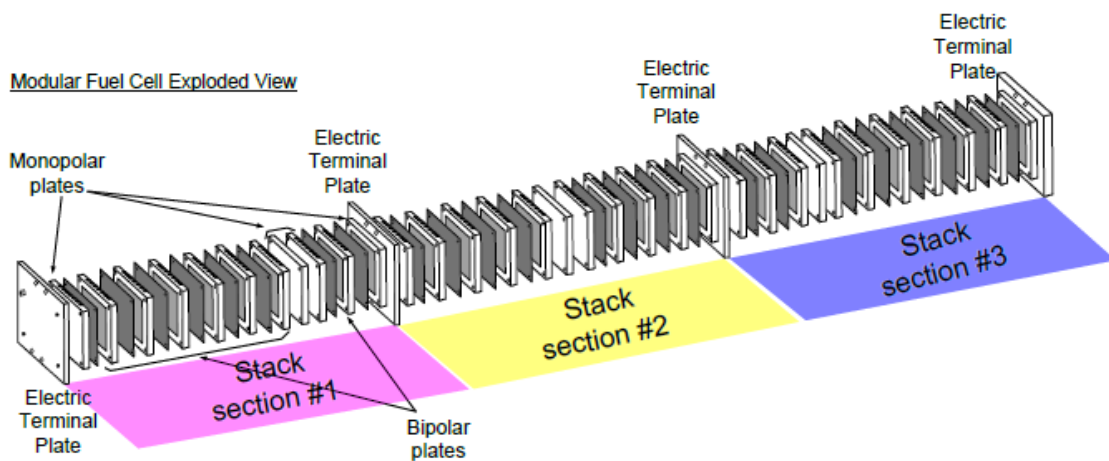 Modular Fuel Cell Exploded View
Monopolar
plates
Electric
Terminal
Plate
Electric
Terminal
Plate
Electric
Terminal
Plate
Electric
Terminal
Plate
Stack
section #1
Bipolar
plates
Stack
section #2
Stack
section #3